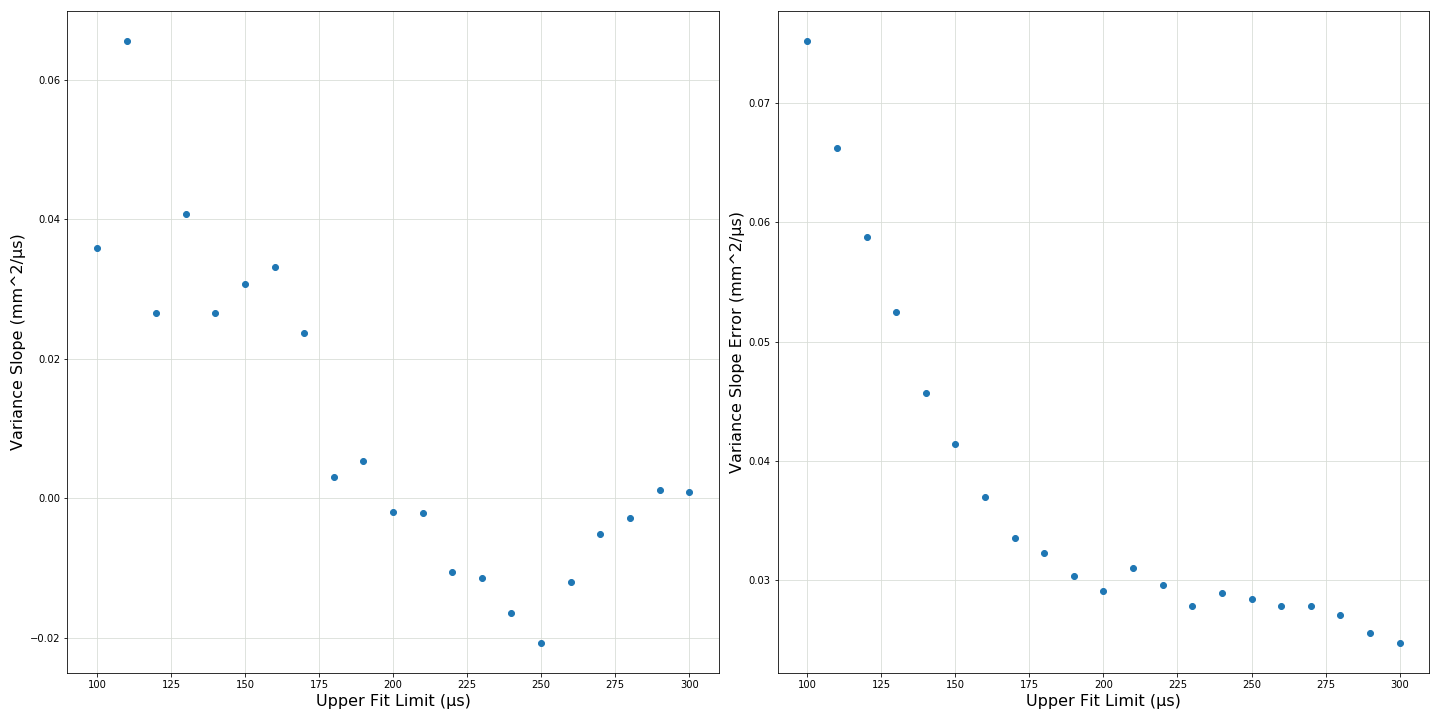 Variance Slope (mm^2/μs)
0.06
0.04
0.02
0.00
−0.02
100 125 150 175 200 225 250 275 300
Upper Fit Limit (μs)
Variance Slope Error (mm^2/μs)
0.07
0.06
0.05
0.04
0.03
100 125 150 175 200 225 250 275 300
Upper Fit Limit (μs)